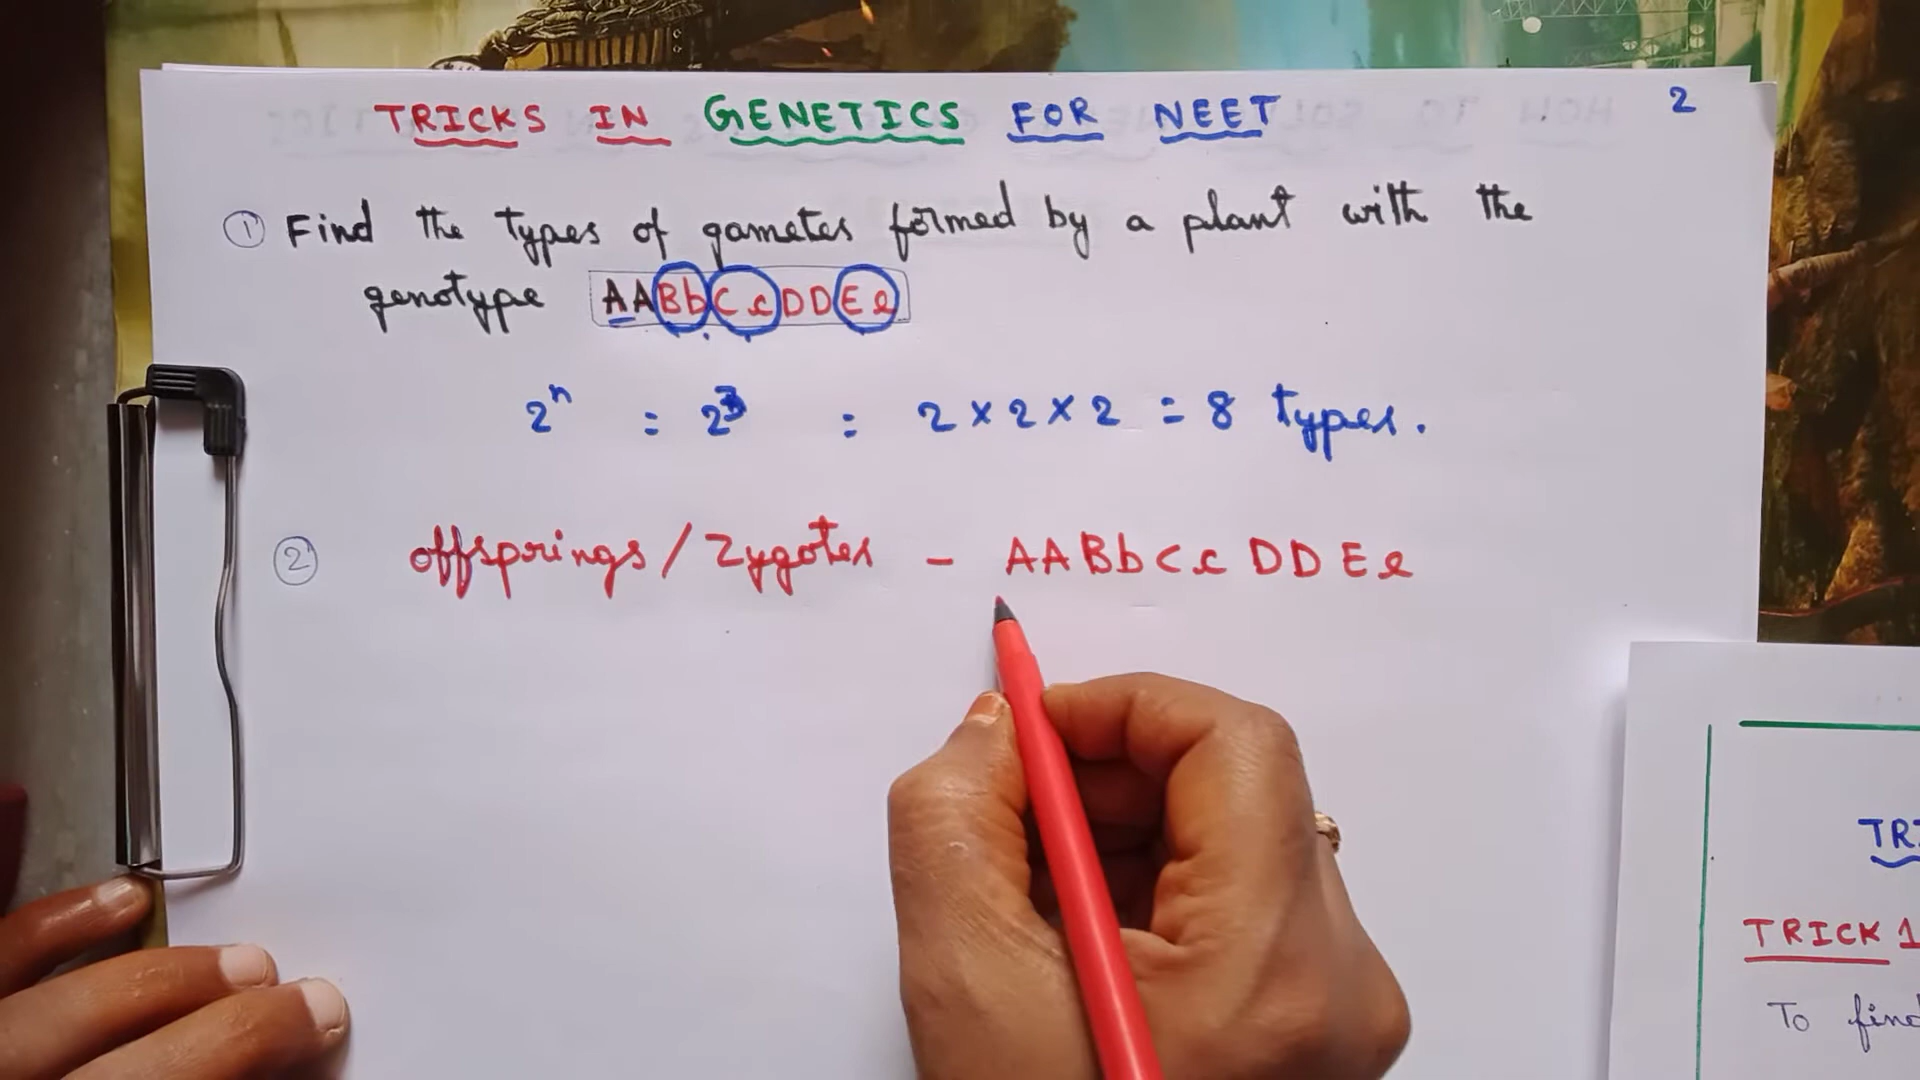 TRICKS IN GENETICS FOR NEET 2
① Find the types of gametes formed by a plant with the
genotype AABbCcDDEe
2ⁿ = 2³ = 2 × 2 × 2 = 8 types.
② offsprings / Zygotes - AABbCcDDEe
TRICK 1
To find